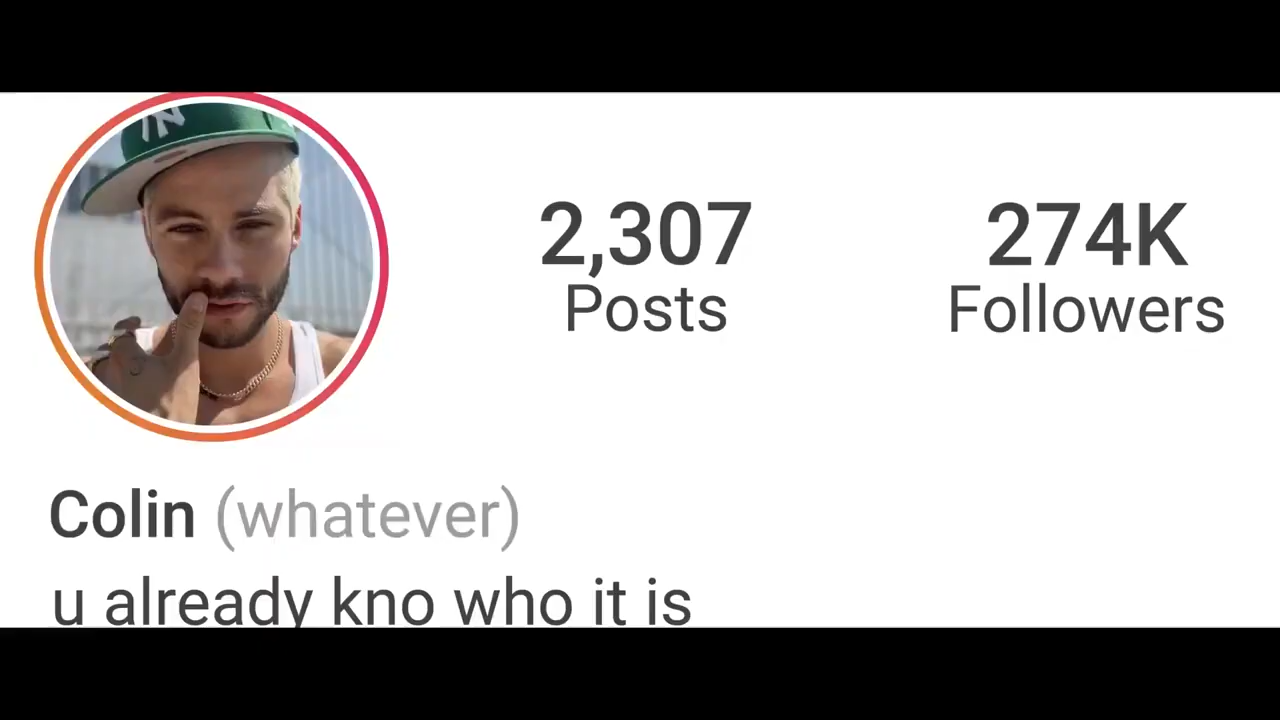 2,307
Posts
274K
Followers
Colin (whatever)
u already kno who it is